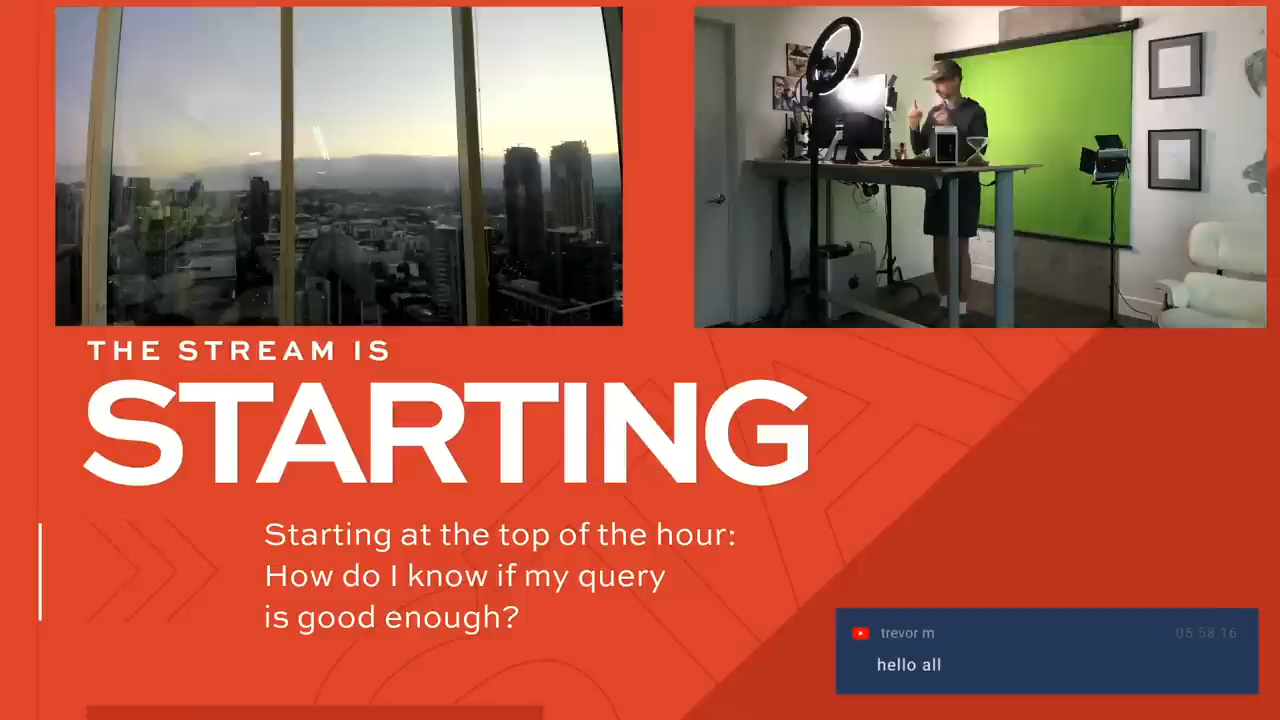 THE STREAM IS
STARTING
Starting at the top of the hour:
How do I know if my query
is good enough?
trevor m
05 58 16
hello all